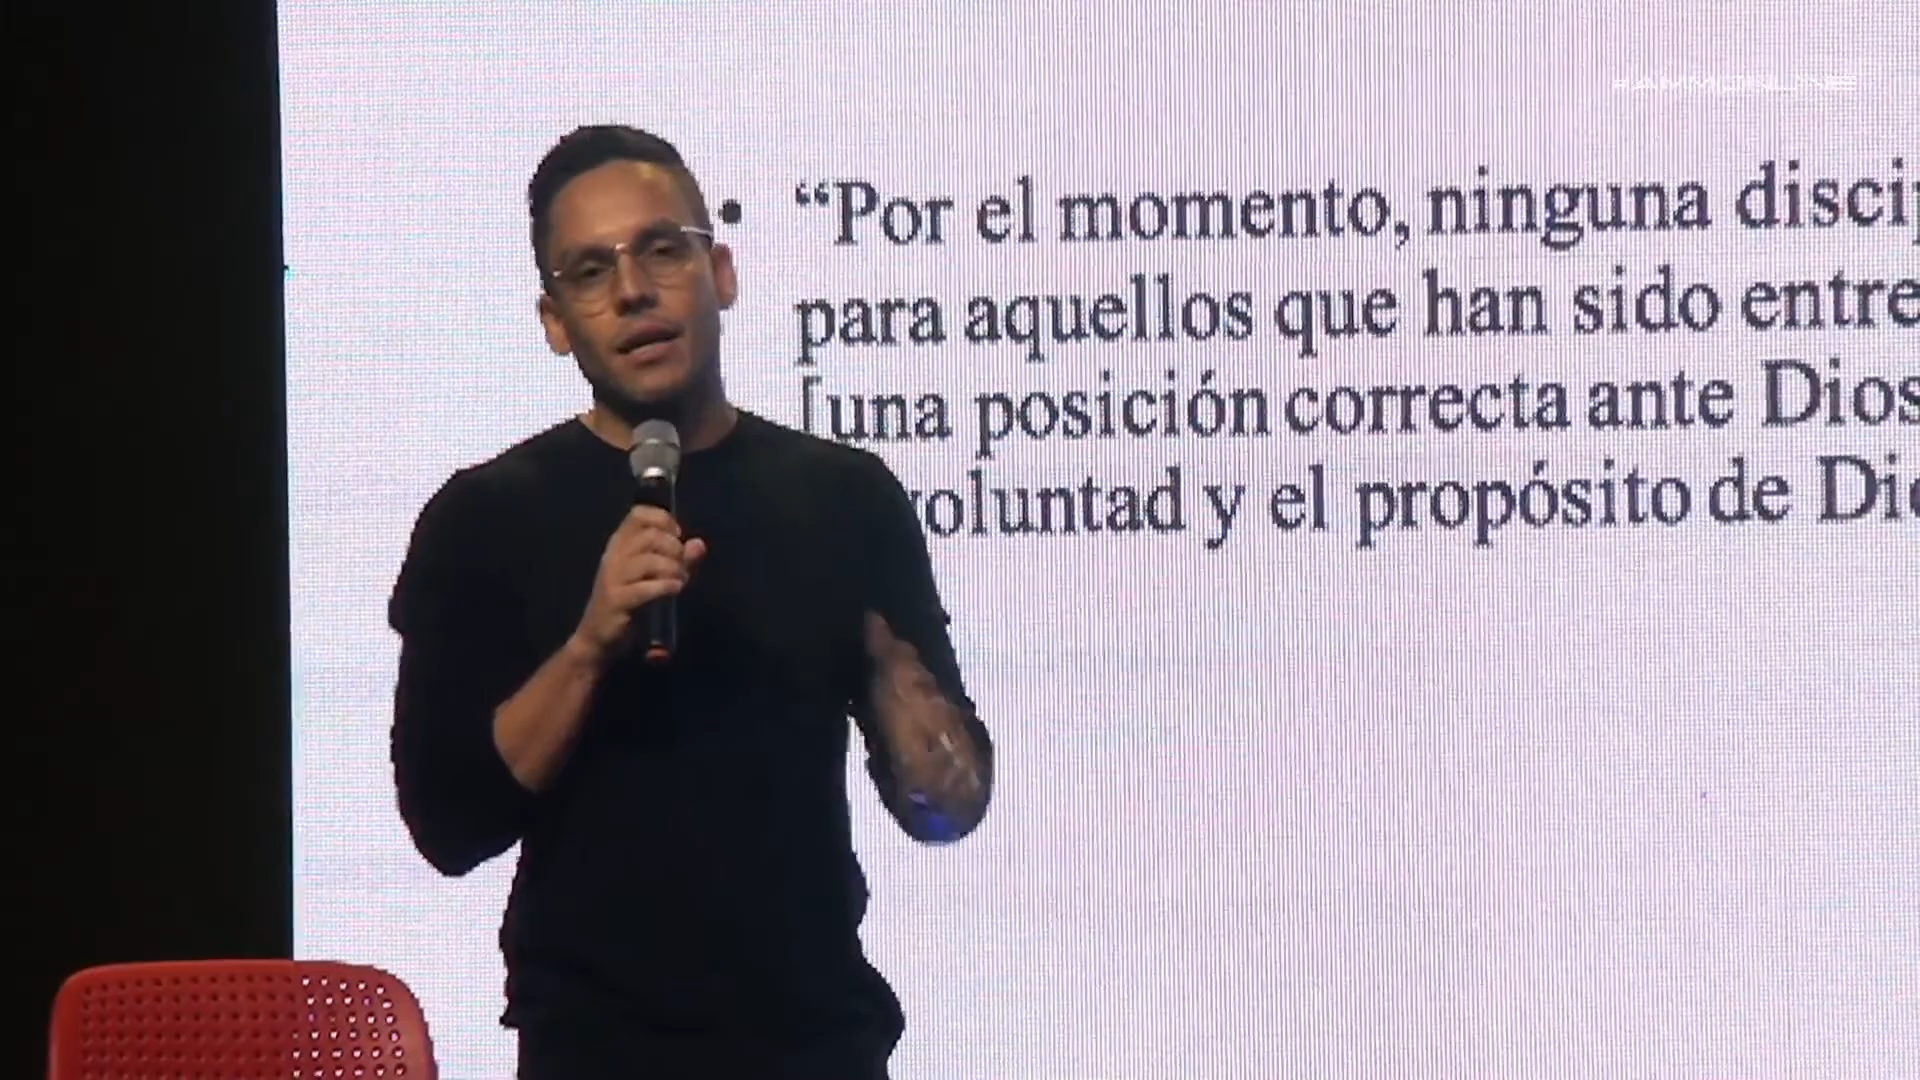 #AMMONLINE
• “Por el momento, ninguna discip
para aquellos que han sido entre
[una posición correcta ante Dios
voluntad y el propósito de Dio